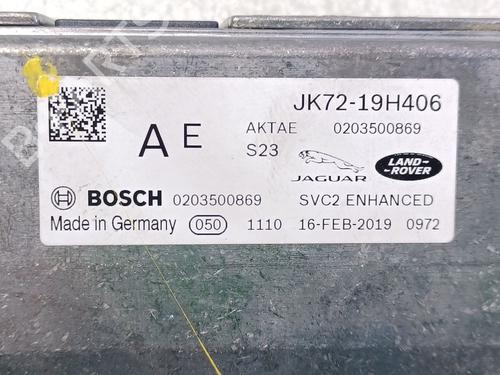 JK72-19H406
A E
AKTAE 0203500869
S23
JAGUAR
LAND-
ROVER
BOSCH 0203500869 SVC2 ENHANCED
Made in Germany 050 1110 16-FEB-2019 0972